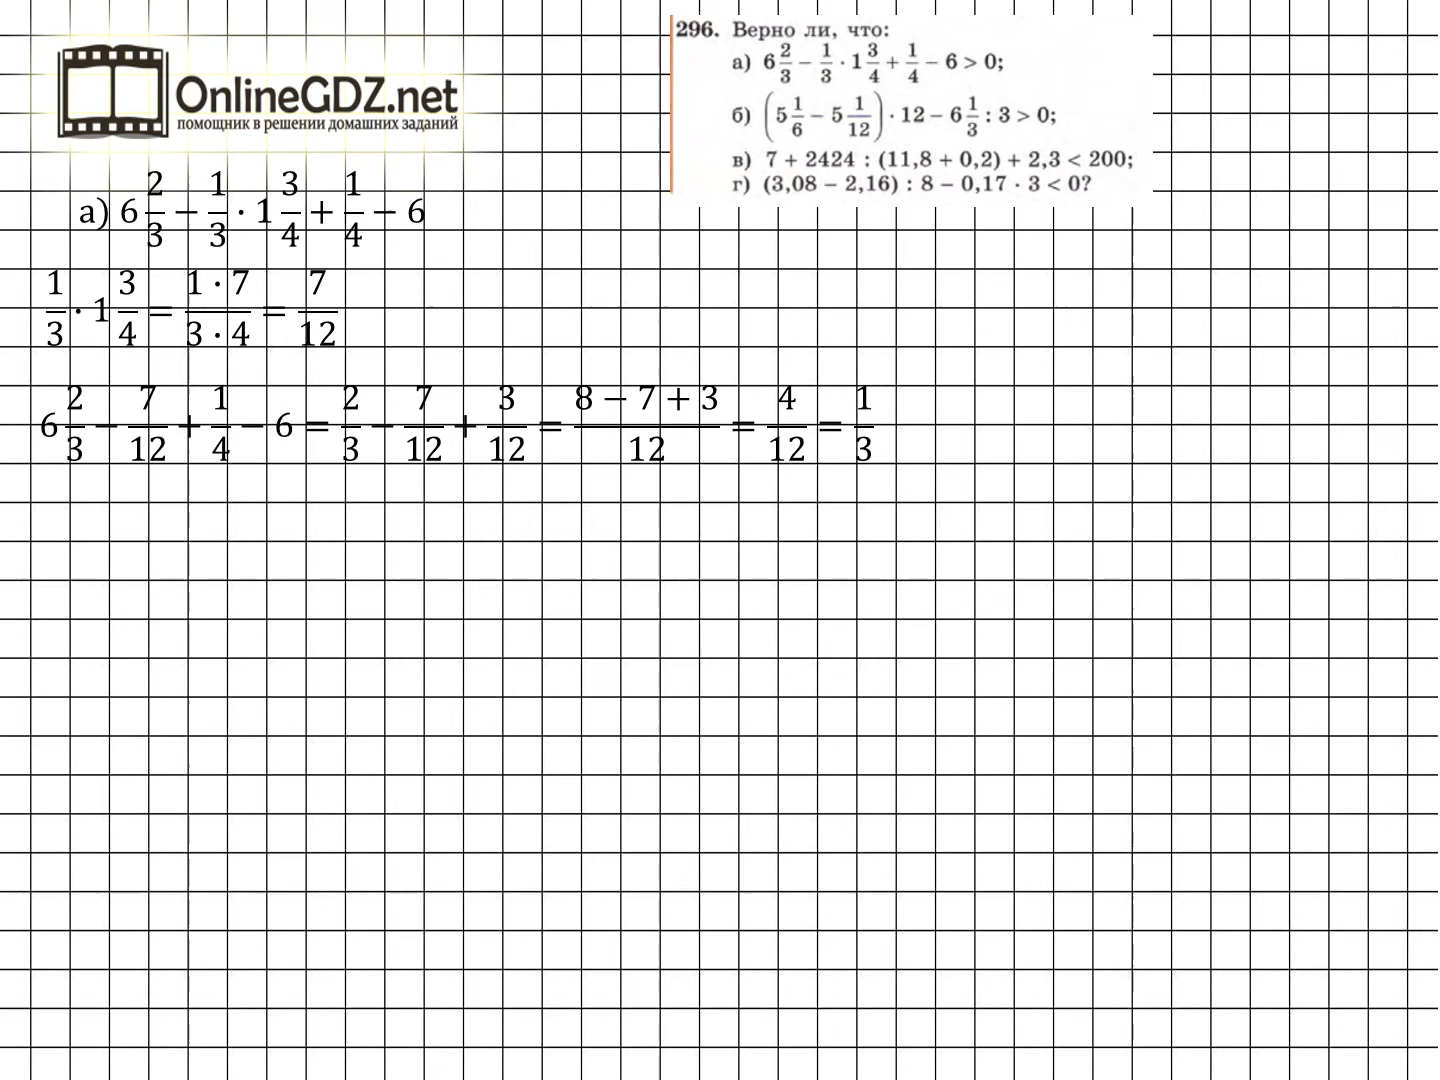 OnlineGDZ.net
помощник в решении домашних заданий
296. Верно ли, что:
а) 6 2/3 − 1/3 · 1 3/4 + 1/4 − 6 > 0;
б) (5 1/6 − 5 1/12) · 12 − 6 1/3 : 3 > 0;
в) 7 + 2424 : (11,8 + 0,2) + 2,3 < 200;
г) (3,08 − 2,16) : 8 − 0,17 · 3 < 0?
а) 6 2/3 − 1/3 · 1 3/4 + 1/4 − 6
1/3 · 1 3/4 = (1 · 7)/(3 · 4) = 7/12
6 2/3 − 7/12 + 1/4 − 6 = 2/3 − 7/12 + 3/12 = (8 − 7 + 3)/12 = 4/12 = 1/3